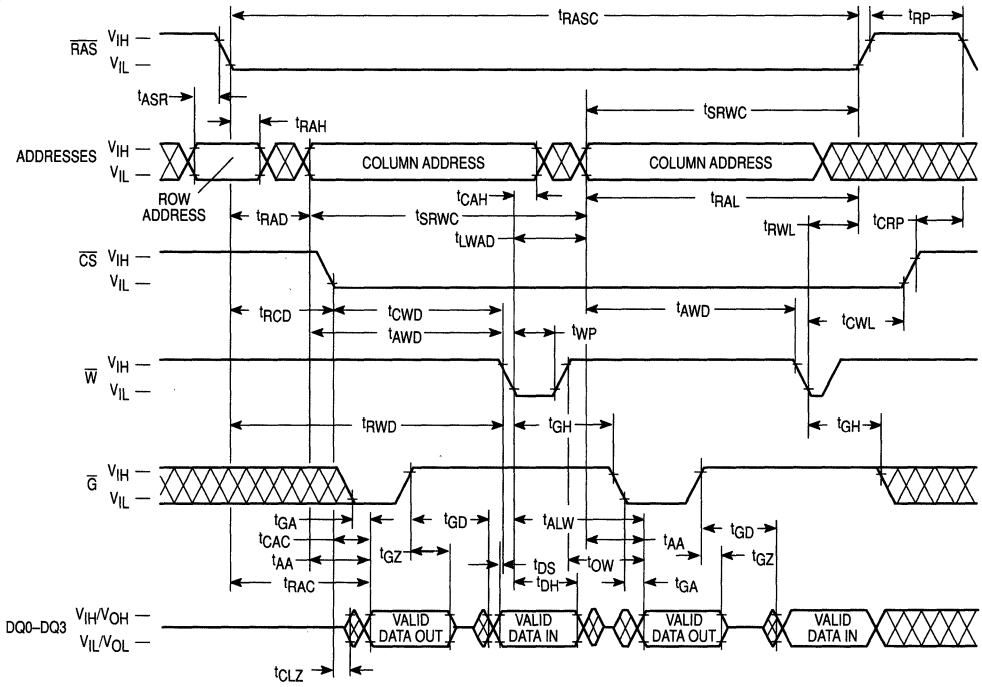 tRASC
tRP
RAS
VIH
VIL
tASR
tRAH
tSRWC
ADDRESSES
VIH
VIL
COLUMN ADDRESS
COLUMN ADDRESS
ROW
ADDRESS
tCAH
tRAD
tSRWC
tRAL
tLWAD
tRWL
tCRP
CS
VIH
VIL
tRCD
tCWD
tAWD
tCWL
tAWD
tWP
W
VIH
VIL
tRWD
tGH
tGH
G
VIH
VIL
tGA
tGD
tALW
tGD
tCAC
tAA
tGZ
tAA
tDS
tOW
tGZ
tRAC
tDH
tGA
DQ0–DQ3
VIH/VOH
VIL/VOL
VALID
DATA OUT
VALID
DATA IN
VALID
DATA OUT
VALID
DATA IN
tCLZ